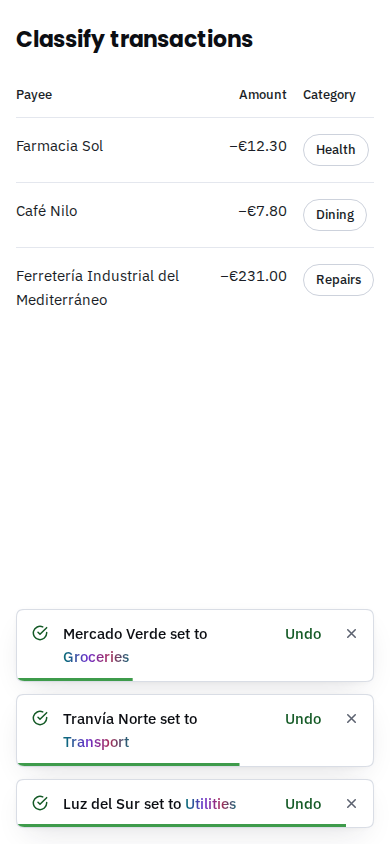 Classify transactions
Payee Amount Category
Farmacia Sol −€12.30 Health
Café Nilo −€7.80 Dining
Ferretería Industrial del −€231.00 Repairs
Mediterráneo
Mercado Verde set to Undo
Groceries
Tranvía Norte set to Undo
Transport
Luz del Sur set to Utilities Undo